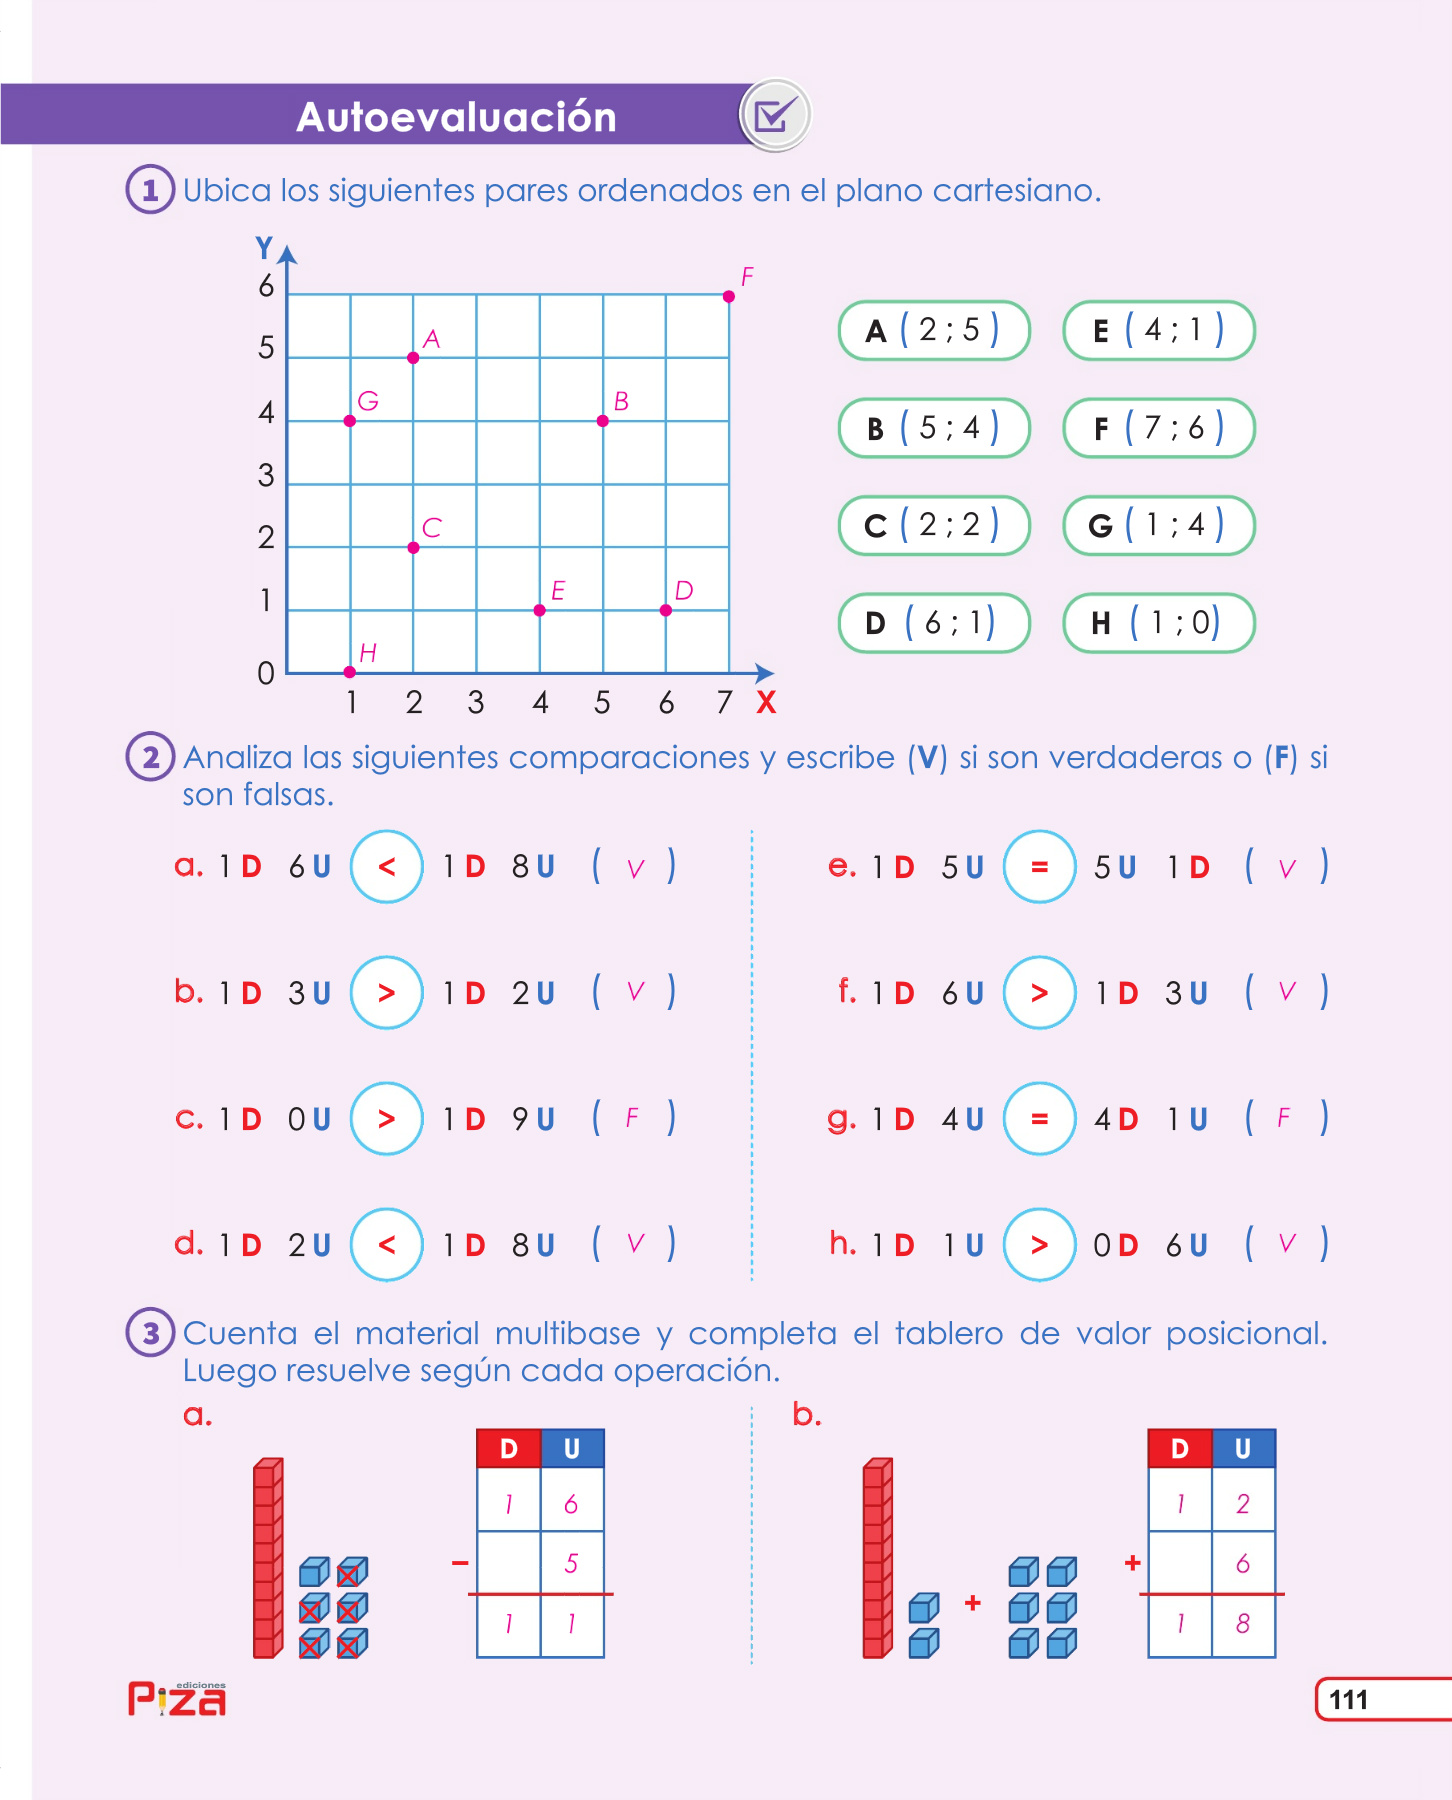 Autoevaluación
1 Ubica los siguientes pares ordenados en el plano cartesiano.
Y
6
5
4
3
2
1
0
1 2 3 4 5 6 7 X
F
A
G
B
C
E
D
H
A ( 2 ; 5 ) E ( 4 ; 1 )
B ( 5 ; 4 ) F ( 7 ; 6 )
C ( 2 ; 2 ) G ( 1 ; 4 )
D ( 6 ; 1) H ( 1 ; 0)
2 Analiza las siguientes comparaciones y escribe (V) si son verdaderas o (F) si
son falsas.
a. 1 D 6 U < 1 D 8 U ( V )
b. 1 D 3 U > 1 D 2 U ( V )
c. 1 D 0 U > 1 D 9 U ( F )
d. 1 D 2 U < 1 D 8 U ( V )
e. 1 D 5 U = 5 U 1 D ( V )
f. 1 D 6 U > 1 D 3 U ( V )
g. 1 D 4 U = 4 D 1 U ( F )
h. 1 D 1 U > 0 D 6 U ( V )
3 Cuenta el material multibase y completa el tablero de valor posicional.
Luego resuelve según cada operación.
a.
D U
1 6
− 5
1 1
b.
+
D U
1 2
+ 6
1 8
ediciones
Piza
111